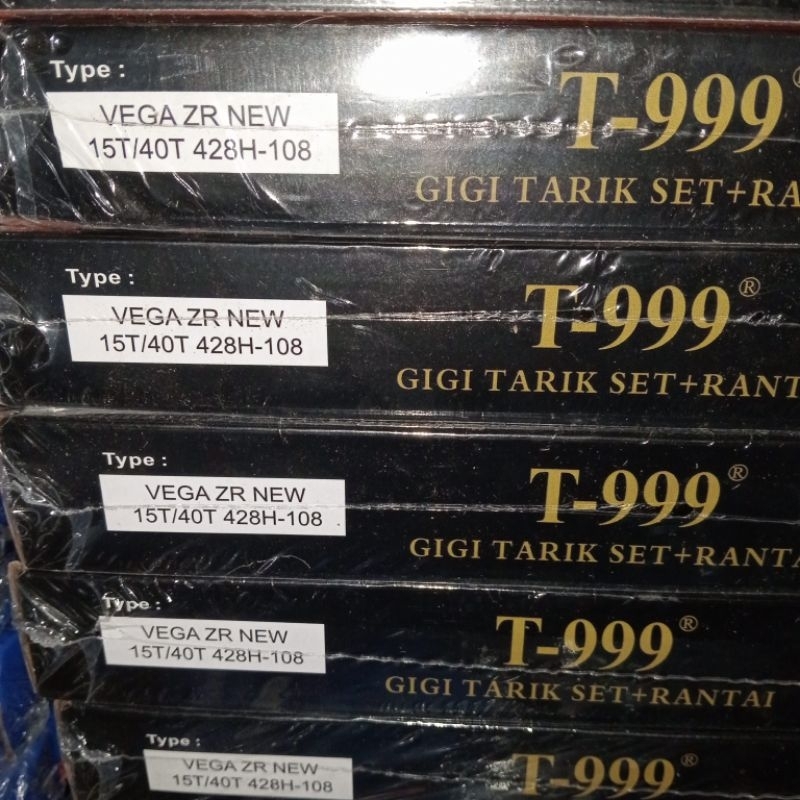 Type :
VEGA ZR NEW
15T/40T 428H-108
T-999
GIGI TARIK SET+RA
Type :
VEGA ZR NEW
15T/40T 428H-108
T-999®
GIGI TARIK SET+RANTA
Type :
VEGA ZR NEW
15T/40T 428H-108
T-999®
GIGI TARIK SET+RANTA
Type :
VEGA ZR NEW
15T/40T 428H-108
T-999®
GIGI TARIK SET+RANTAI
Type :
VEGA ZR NEW
15T/40T 428H-108
T-999®